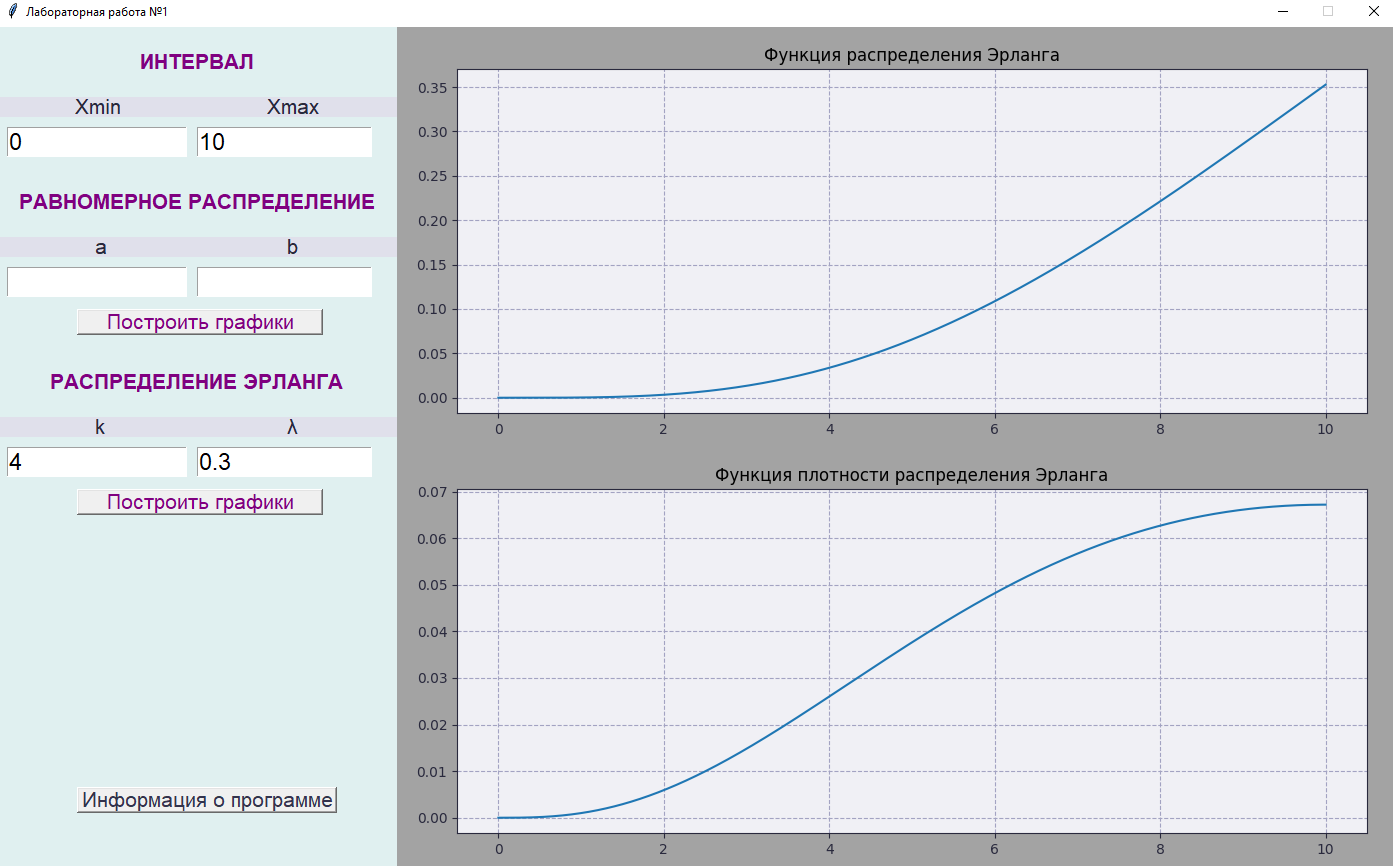 Лабораторная работа №1
ИНТЕРВАЛ
Xmin Xmax
0 10
РАВНОМЕРНОЕ РАСПРЕДЕЛЕНИЕ
a b
Построить графики
РАСПРЕДЕЛЕНИЕ ЭРЛАНГА
k λ
4 0.3
Построить графики
Информация о программе
Функция распределения Эрланга
0.35
0.30
0.25
0.20
0.15
0.10
0.05
0.00
0 2 4 6 8 10
Функция плотности распределения Эрланга
0.07
0.06
0.05
0.04
0.03
0.02
0.01
0.00
0 2 4 6 8 10